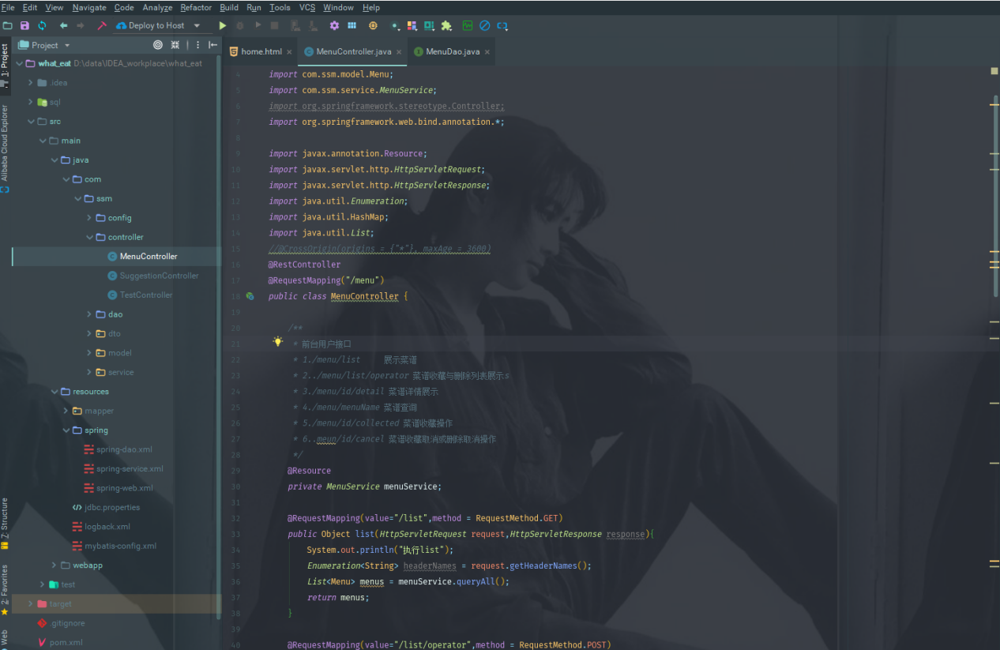 File Edit View Navigate Code Analyze Refactor Build Run Tools VCS Window Help
Deploy to Host
Project
home.html
MenuController.java
MenuDao.java
1: Project
Alibaba Cloud Explorer
7: Structure
2: Favorites
Web
what_eat D:\data\IDEA_workplace\what_eat
.idea
sql
src
main
java
com
ssm
config
controller
MenuController
SuggestionController
TestController
dao
dto
model
service
resources
mapper
spring
spring-dao.xml
spring-service.xml
spring-web.xml
jdbc.properties
logback.xml
mybatis-config.xml
webapp
test
target
.gitignore
pom.xml
4 import com.ssm.model.Menu;
5 import com.ssm.service.MenuService;
6 import org.springframework.stereotype.Controller;
7 import org.springframework.web.bind.annotation.*;
8
9 import javax.annotation.Resource;
10 import javax.servlet.http.HttpServletRequest;
11 import javax.servlet.http.HttpServletResponse;
12 import java.util.Enumeration;
13 import java.util.HashMap;
14 import java.util.List;
15 //@CrossOrigin(origins = {"*"}, maxAge = 3600)
16 @RestController
17 @RequestMapping("/menu")
18 public class MenuController {
19
20 /**
21 * 前台用户接口
22 * 1./menu/list 展示菜谱
23 * 2../menu/list/operator 菜谱收藏与删除列表展示s
24 * 3./menu/id/detail 菜谱详情展示
25 * 4./menu/menuName 菜谱查询
26 * 5./menu/id/collected 菜谱收藏操作
27 * 6..meun/id/cancel 菜谱收藏取消或删除取消操作
28 */
29 @Resource
30 private MenuService menuService;
31
32 @RequestMapping(value="/list",method = RequestMethod.GET)
33 public Object list(HttpServletRequest request,HttpServletResponse response){
34 System.out.println("执行list");
35 Enumeration<String> headerNames = request.getHeaderNames();
36 List<Menu> menus = menuService.queryAll();
37 return menus;
38 }
39
40 @RequestMapping(value="/list/operator",method = RequestMethod.POST)